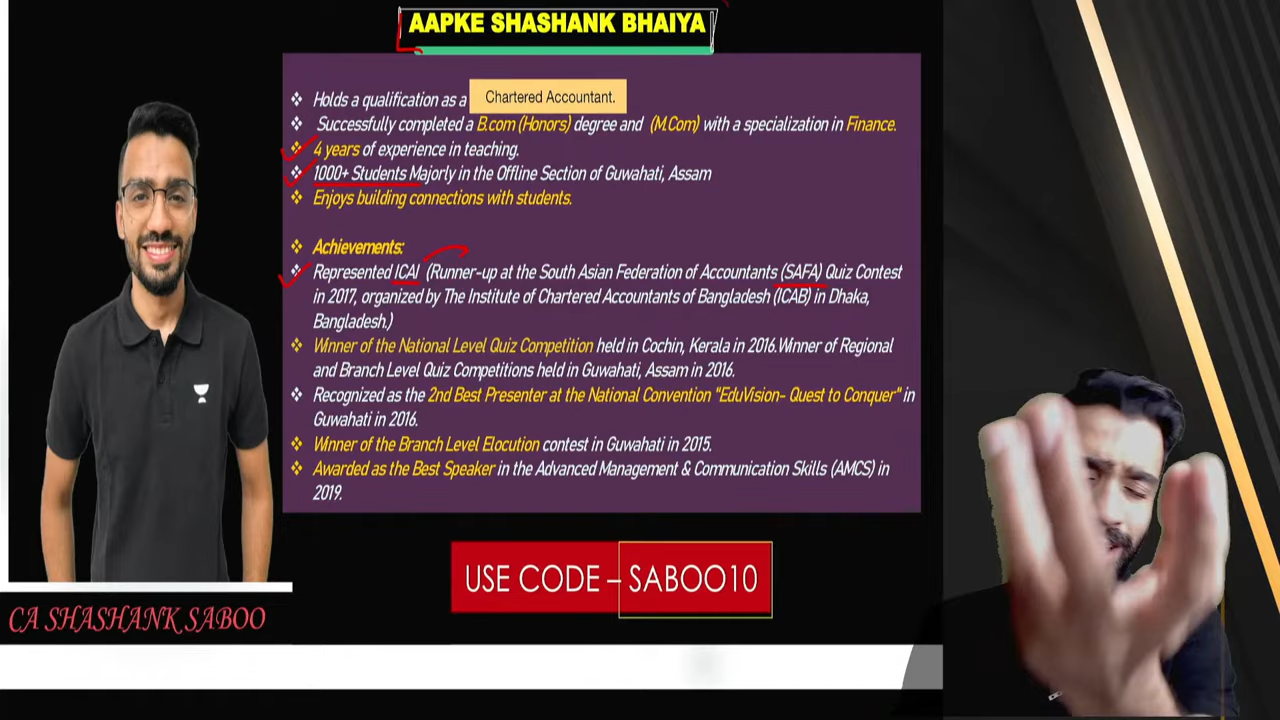 AAPKE SHASHANK BHAIYA
Holds a qualification as a Chartered Accountant.
Successfully completed a B.com (Honors) degree and (M.Com) with a specialization in Finance.
4 years of experience in teaching.
1000+ Students Majorly in the Offline Section of Guwahati, Assam
Enjoys building connections with students.
Achievements:
Represented ICAI (Runner-up at the South Asian Federation of Accountants (SAFA) Quiz Contest
in 2017, organized by The Institute of Chartered Accountants of Bangladesh (ICAB) in Dhaka,
Bangladesh.)
Winner of the National Level Quiz Competition held in Cochin, Kerala in 2016.Winner of Regional
and Branch Level Quiz Competitions held in Guwahati, Assam in 2016.
Recognized as the 2nd Best Presenter at the National Convention "EduVision- Quest to Conquer" in
Guwahati in 2016.
Winner of the Branch Level Elocution contest in Guwahati in 2015.
Awarded as the Best Speaker in the Advanced Management & Communication Skills (AMCS) in
2019.
USE CODE – SABOO10
CA SHASHANK SABOO